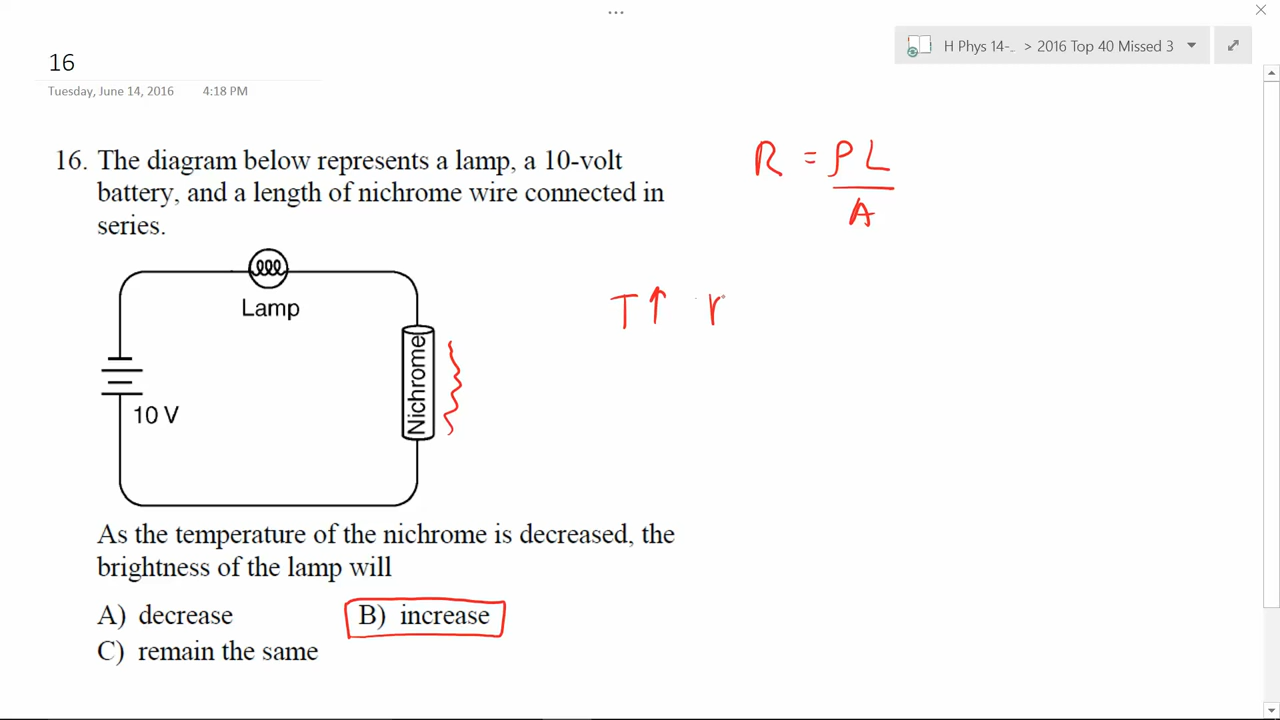 ...
H Phys 14-.. > 2016 Top 40 Missed 3
16
Tuesday, June 14, 2016 4:18 PM
16. The diagram below represents a lamp, a 10-volt
battery, and a length of nichrome wire connected in
series.
R = ρL
A
Lamp
T↑ r
Nichrome
10 V
As the temperature of the nichrome is decreased, the
brightness of the lamp will
A) decrease B) increase
C) remain the same